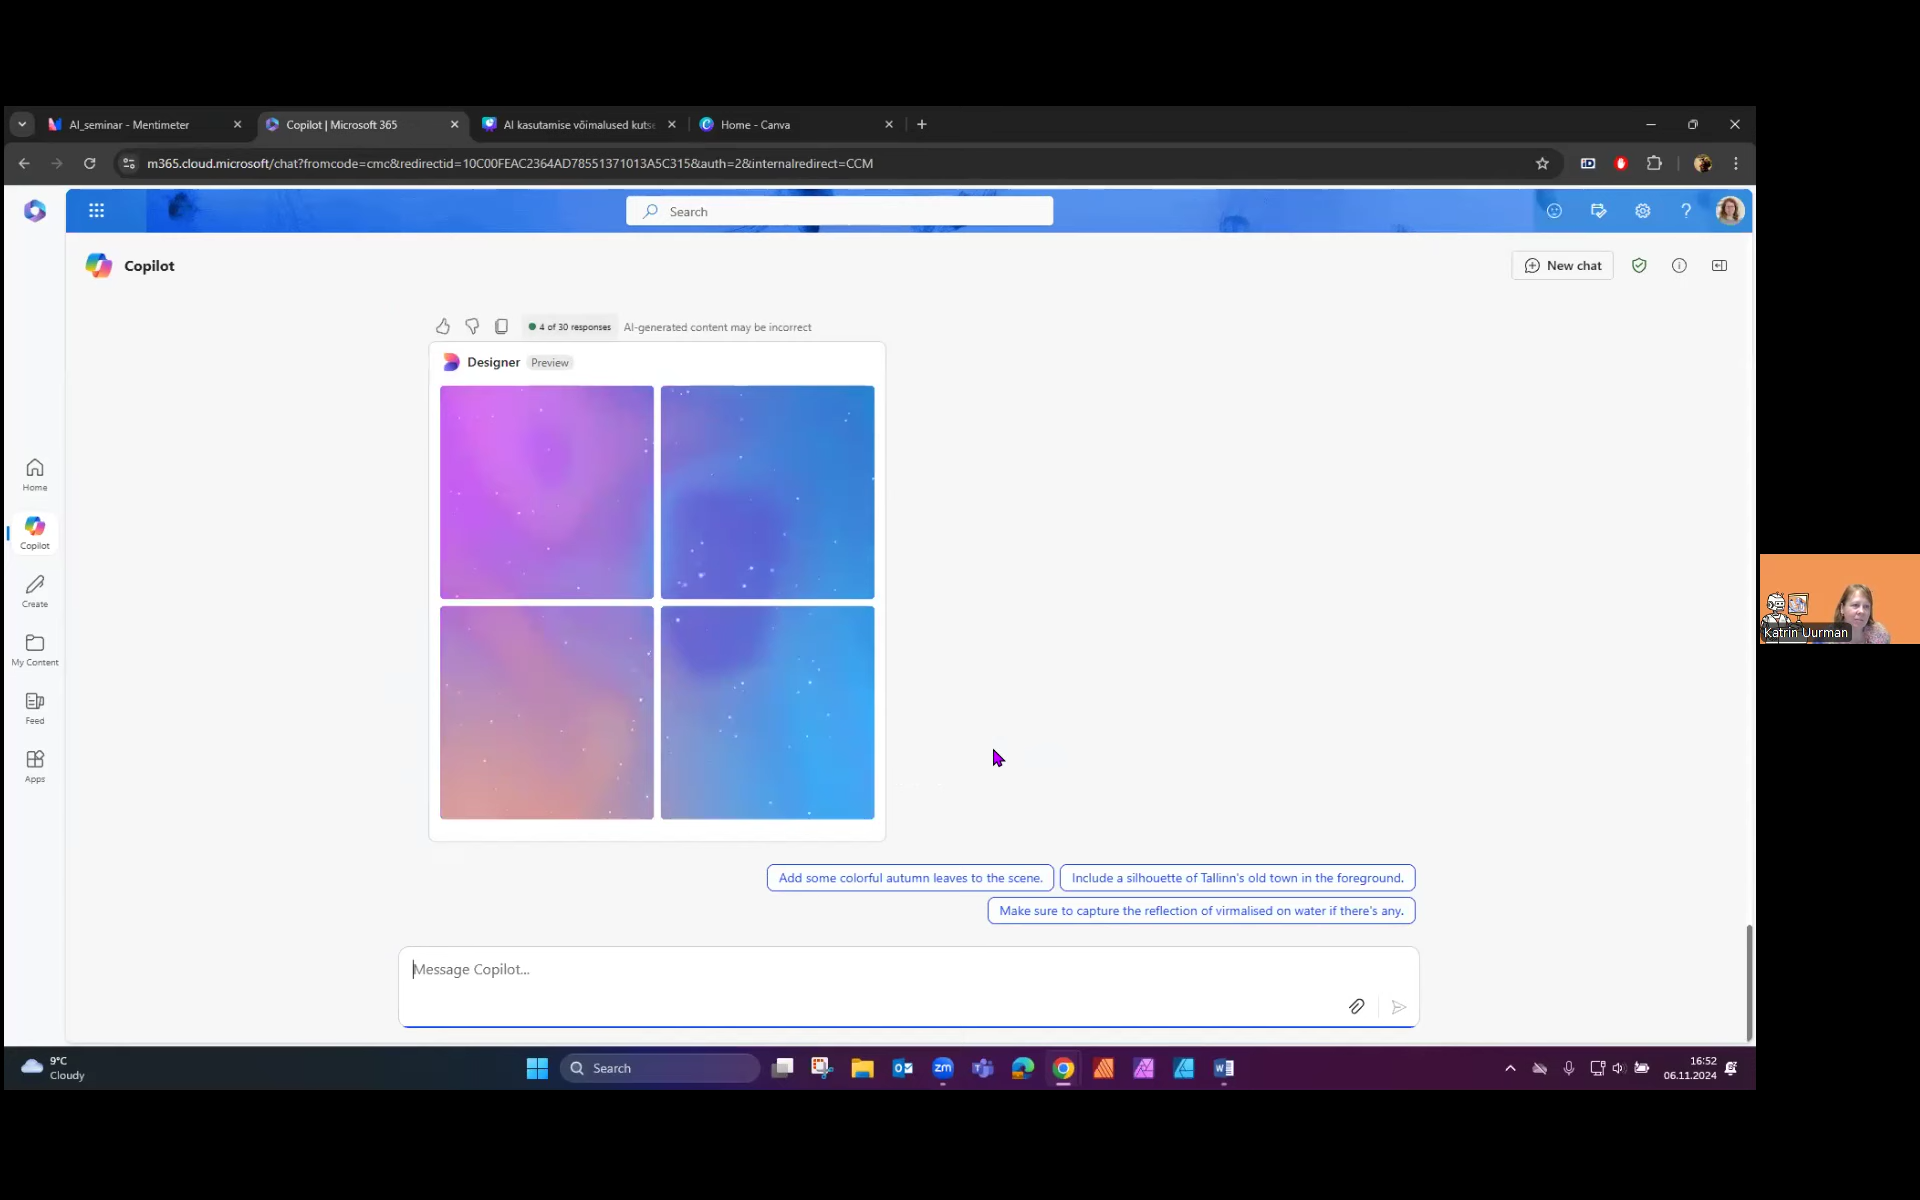 AI_seminar - Mentimeter
Copilot | Microsoft 365
AI kasutamise võimalused kuts
Home - Canva
m365.cloud.microsoft/chat?fromcode=cmc&redirectid=10C00FEAC2364AD78551371013A5C315&auth=2&internalredirect=CCM
Search
Copilot
New chat
4 of 30 responses
AI-generated content may be incorrect
Designer
Preview
Home
Copilot
Create
My Content
Feed
Apps
Katrin Uurman
Add some colorful autumn leaves to the scene.
Include a silhouette of Tallinn's old town in the foreground.
Make sure to capture the reflection of virmalised on water if there's any.
Message Copilot...
9°C
Cloudy
Search
zm
16:52
06.11.2024